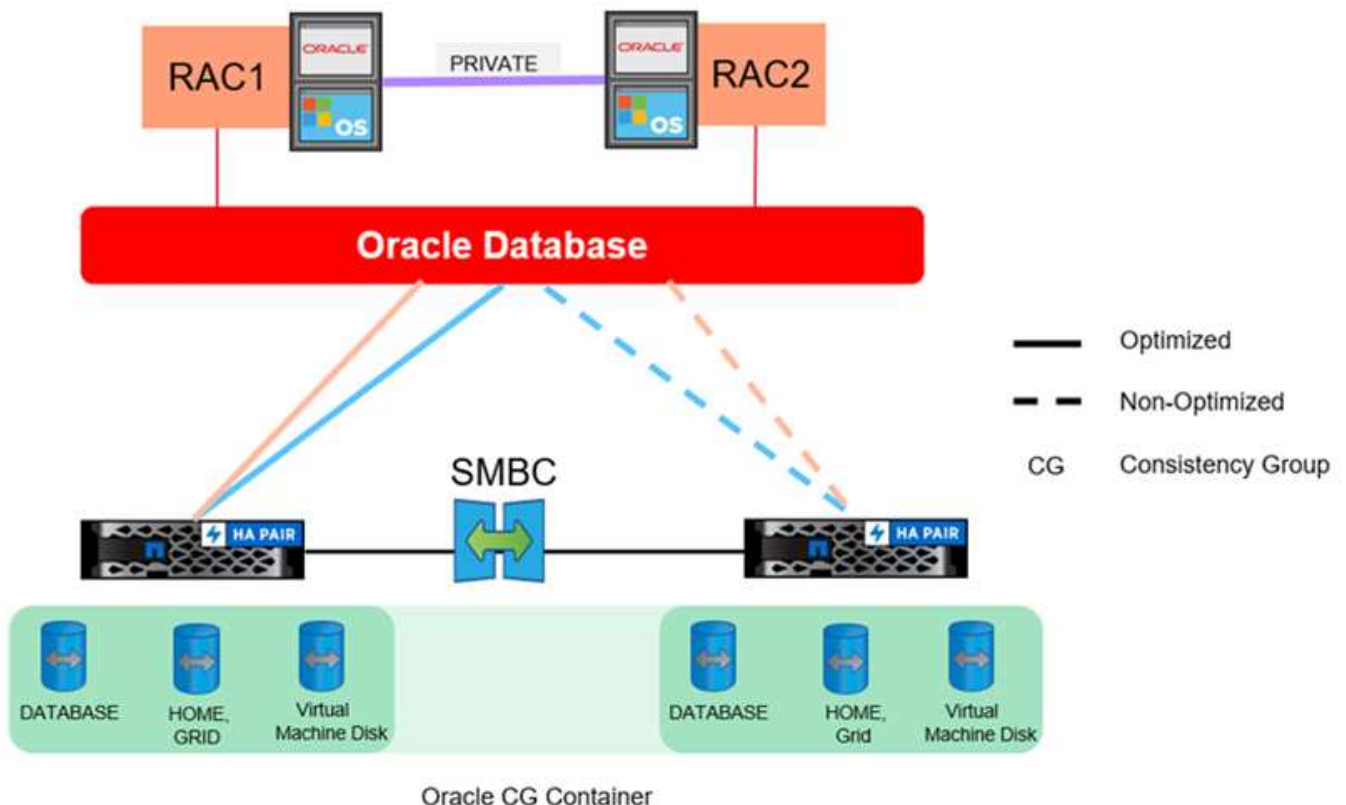 RAC1
ORACLE
OS
PRIVATE
ORACLE
OS
RAC2
Oracle Database
Optimized
Non-Optimized
CG Consistency Group
SMBC
HA PAIR
HA PAIR
DATABASE
HOME,
GRID
Virtual
Machine Disk
DATABASE
HOME,
Grid
Virtual
Machine Disk
Oracle CG Container